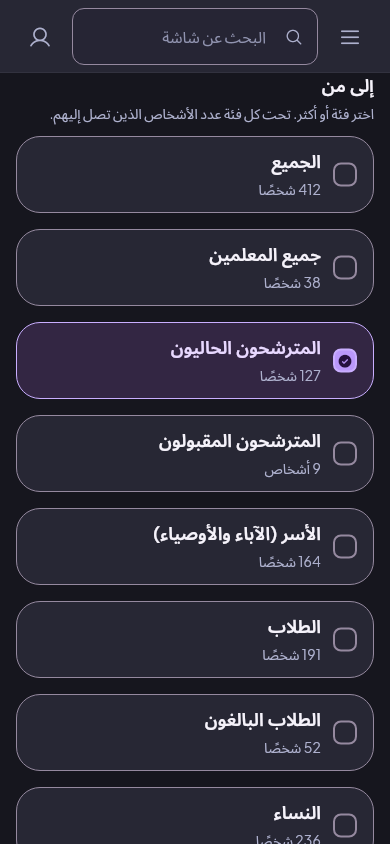 البحث عن شاشة
إلى من
اختر فئة أو أكثر. تحت كل فئة عدد الأشخاص الذين تصل إليهم.
الجميع
412 شخصًا
جميع المعلمين
38 شخصًا
المترشحون الحاليون
127 شخصًا
المترشحون المقبولون
9 أشخاص
الأسر (الآباء والأوصياء)
164 شخصًا
الطلاب
191 شخصًا
الطلاب البالغون
52 شخصًا
النساء
236 شخصًا